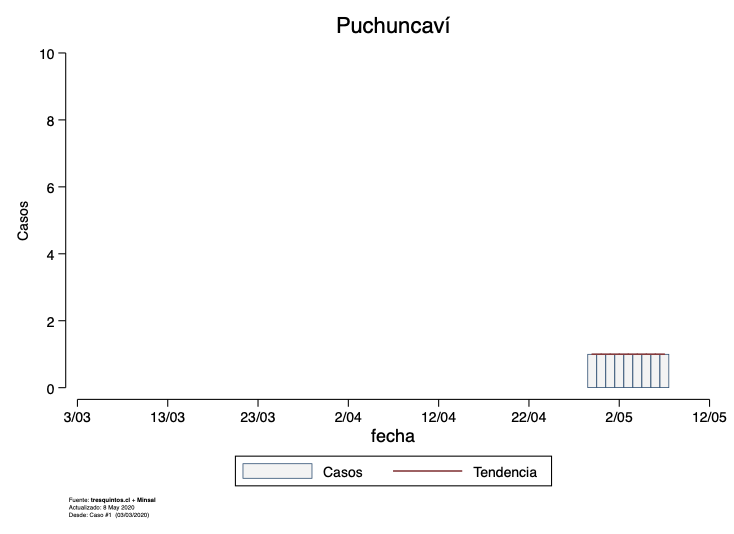 Puchuncaví
10
8
6
4
2
0
Casos
3/03 13/03 23/03 2/04 12/04 22/04 2/05 12/05
fecha
Casos Tendencia
Fuente: tresquintos.cl + Minsal
Actualizado: 8 May 2020
Desde: Caso #1 (03/03/2020)